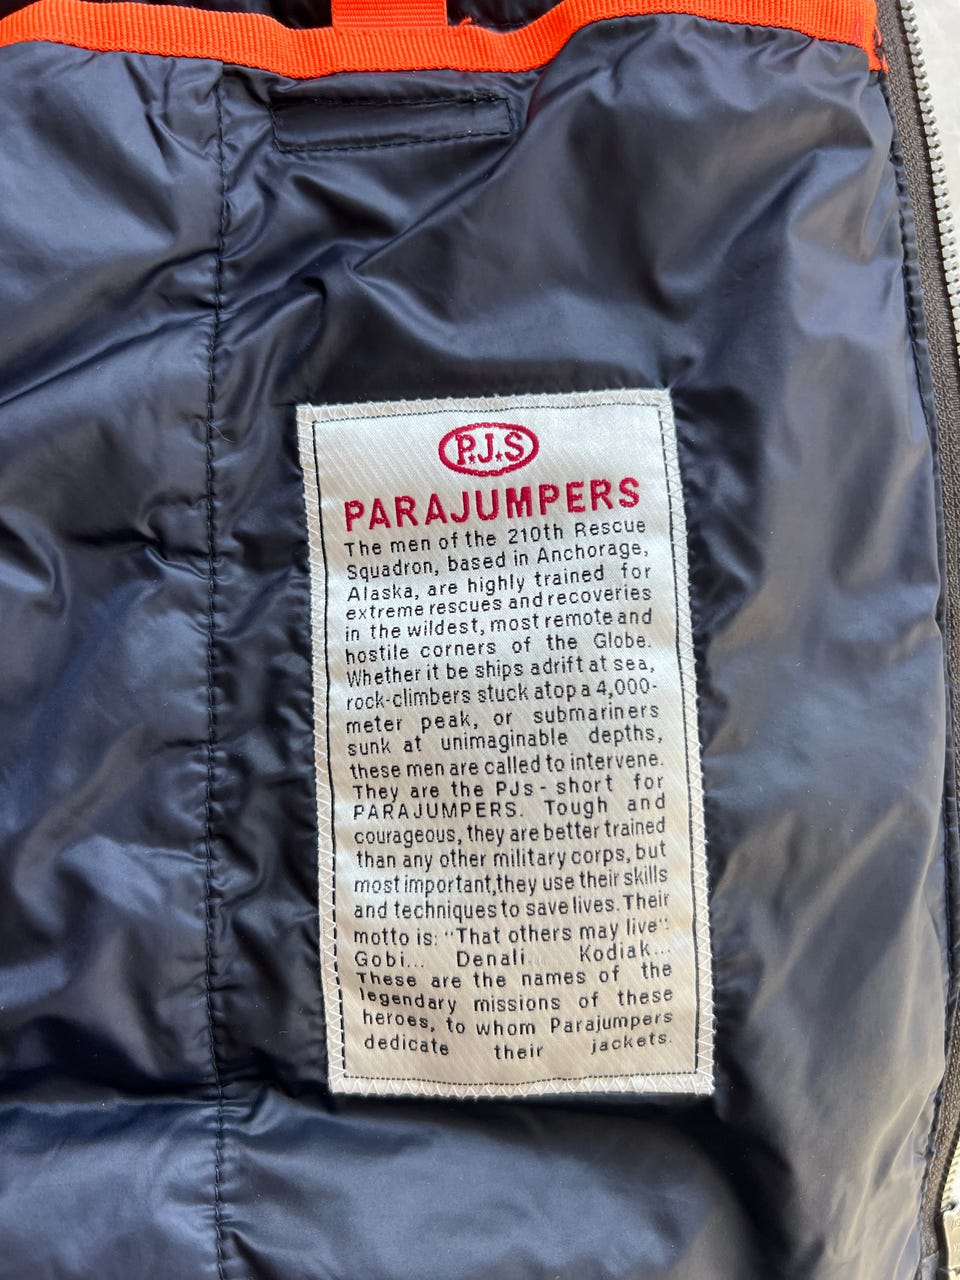 P.J.S
PARAJUMPERS
The men of the 210th Rescue
Squadron, based in Anchorage,
Alaska, are highly trained for
extreme rescues and recoveries
in the wildest, most remote and
hostile corners of the Globe.
Whether it be ships adrift at sea,
rock-climbers stuck atop a 4,000-
meter peak, or submariners
sunk at unimaginable depths,
these men are called to intervene.
They are the PJs - short for
PARAJUMPERS. Tough and
courageous, they are better trained
than any other military corps, but
most important,they use their skills
and techniques to save lives. Their
motto is: "That others may live":
Gobi... Denali... Kodiak...
These are the names of the
legendary missions of these
heroes, to whom Parajumpers
dedicate their jackets.